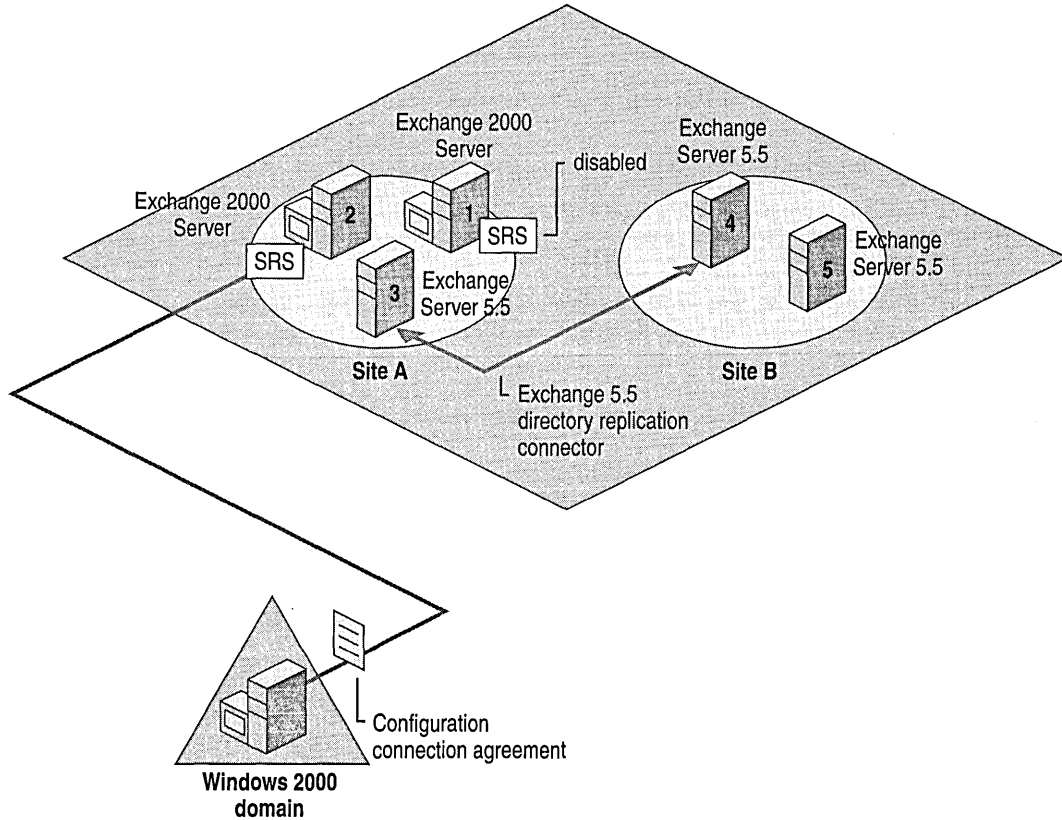 Exchange 2000
Server
disabled
Exchange
Server 5.5
Exchange 2000
Server
2
1
SRS
4
SRS
3
Exchange
Server 5.5
5
Exchange
Server 5.5
Site A
Site B
Exchange 5.5
directory replication
connector
Configuration
connection agreement
Windows 2000
domain